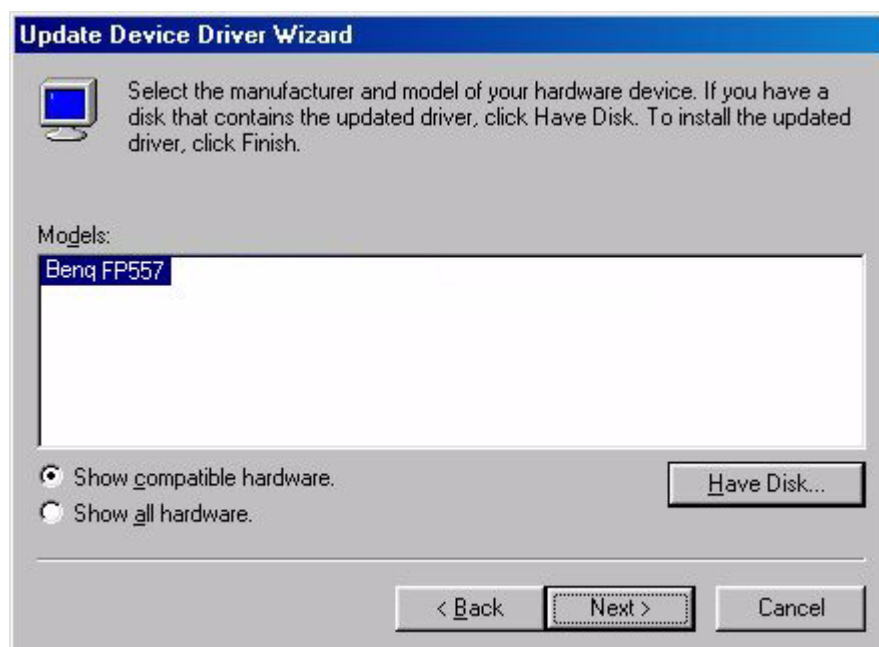 Update Device Driver Wizard
Select the manufacturer and model of your hardware device. If you have a
disk that contains the updated driver, click Have Disk. To install the updated
driver, click Finish.
Models:
Benq FP557
Show compatible hardware.
Have Disk...
Show all hardware.
< Back
Next >
Cancel